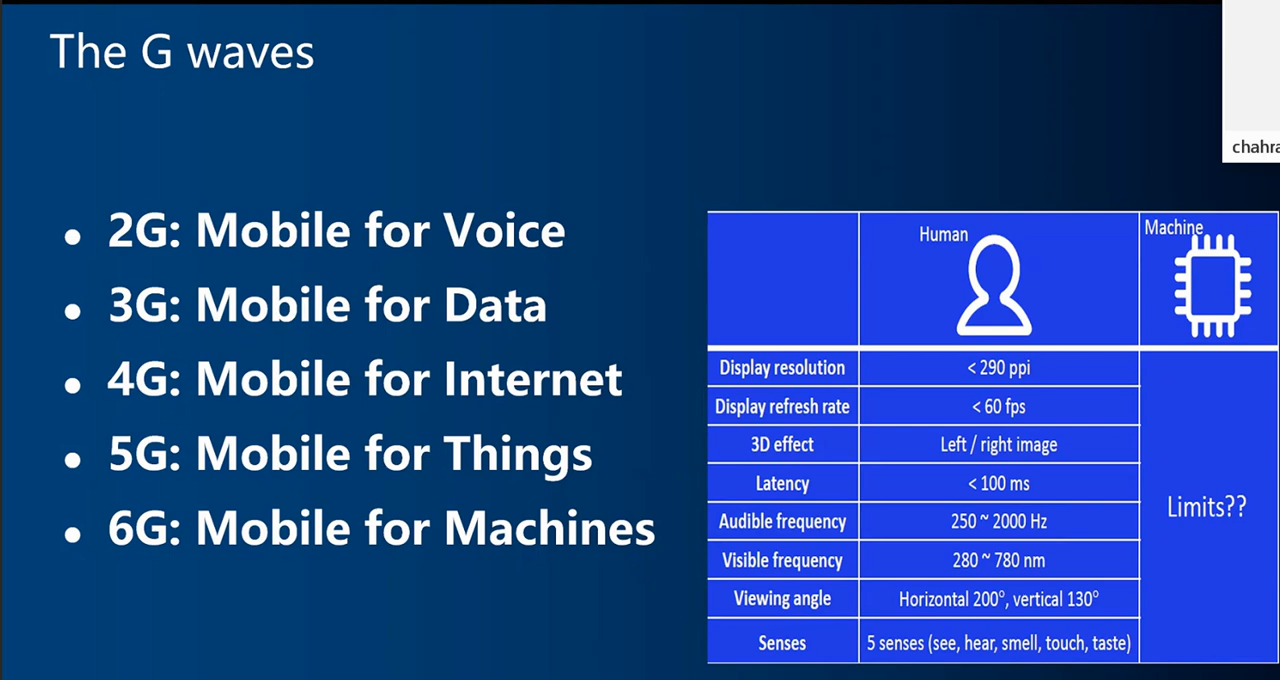 The G waves
chahra
• 2G: Mobile for Voice
• 3G: Mobile for Data
• 4G: Mobile for Internet
• 5G: Mobile for Things
• 6G: Mobile for Machines
Human Machine
Display resolution < 290 ppi
Display refresh rate < 60 fps
3D effect Left / right image
Latency < 100 ms
Audible frequency 250 ~ 2000 Hz
Visible frequency 280 ~ 780 nm
Viewing angle Horizontal 200°, vertical 130°
Senses 5 senses (see, hear, smell, touch, taste)
Limits??